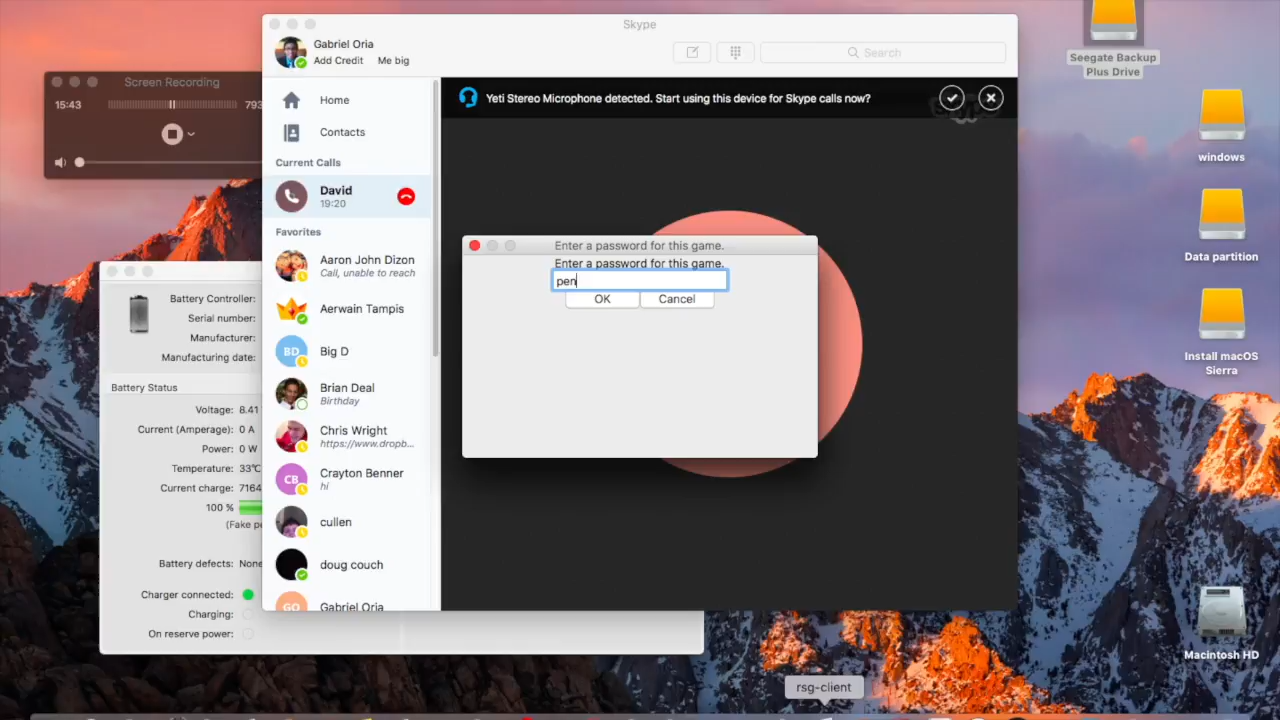 Skype
Gabriel Oria
Add Credit Me big
Search
Screen Recording
15:43
793
Home
Contacts
Current Calls
David
19:20
Favorites
Aaron John Dizon
Call, unable to reach
Aerwain Tampis
BD
Big D
Brian Deal
Birthday
Chris Wright
https://www.dropb...
CB
Crayton Benner
hi
cullen
doug couch
GO
Gabriel Oria
Yeti Stereo Microphone detected. Start using this device for Skype calls now?
Enter a password for this game.
Enter a password for this game.
pen
OK Cancel
Battery Controller:
Serial number:
Manufacturer:
Manufacturing date:
Battery Status
Voltage: 8.41
Current (Amperage): 0 A
Power: 0 W
Temperature: 33°C
Current charge: 7164
100 %
(Fake
Battery defects: None
Charger connected:
Charging:
On reserve power:
Seegate Backup
Plus Drive
windows
Data partition
Install macOS
Sierra
Macintosh HD
rsg-client